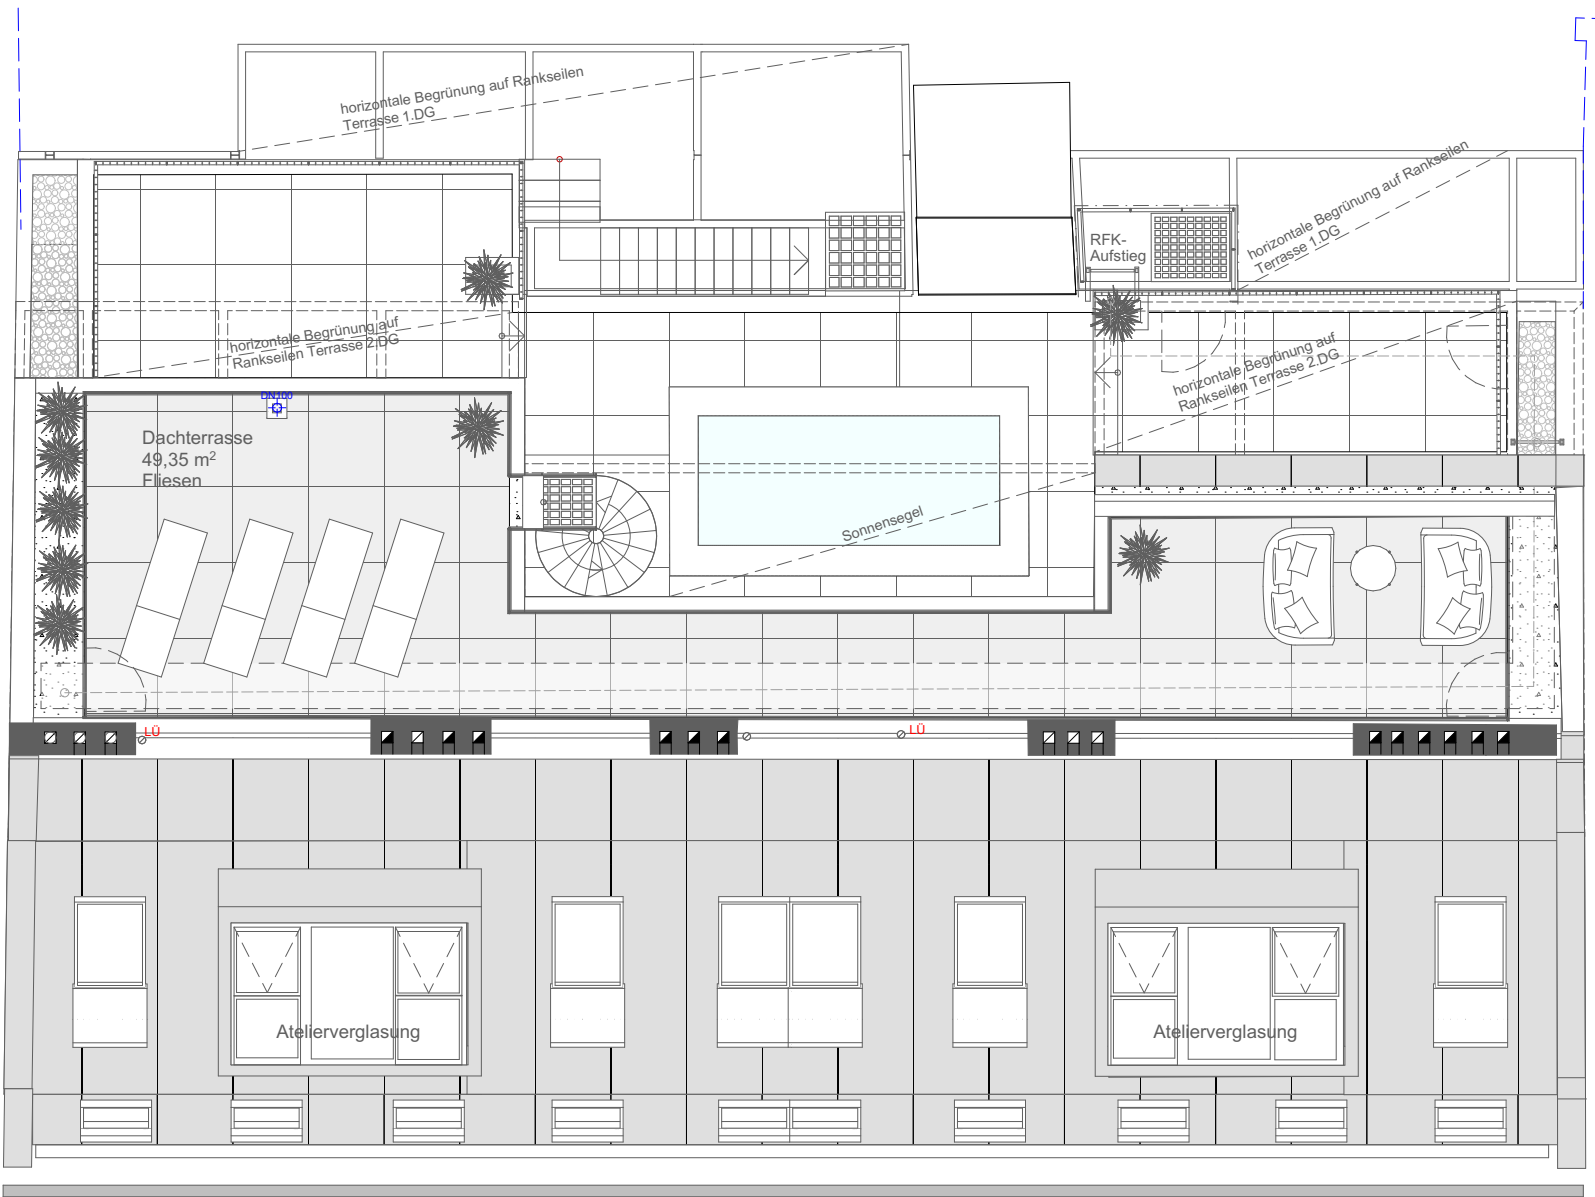 horizontale Begrünung auf Rankseilen
Terrasse 1.DG
horizontale Begrünung auf Rankseilen
Terrasse 1.DG
RFK-
Aufstieg
horizontale Begrünung auf
Rankseilen Terrasse 2.DG
horizontale Begrünung auf
Rankseilen Terrasse 2.DG
DN100
Dachterrasse
49,35 m²
Fliesen
Sonnensegel
LÜ
LÜ
Atelierverglasung
Atelierverglasung